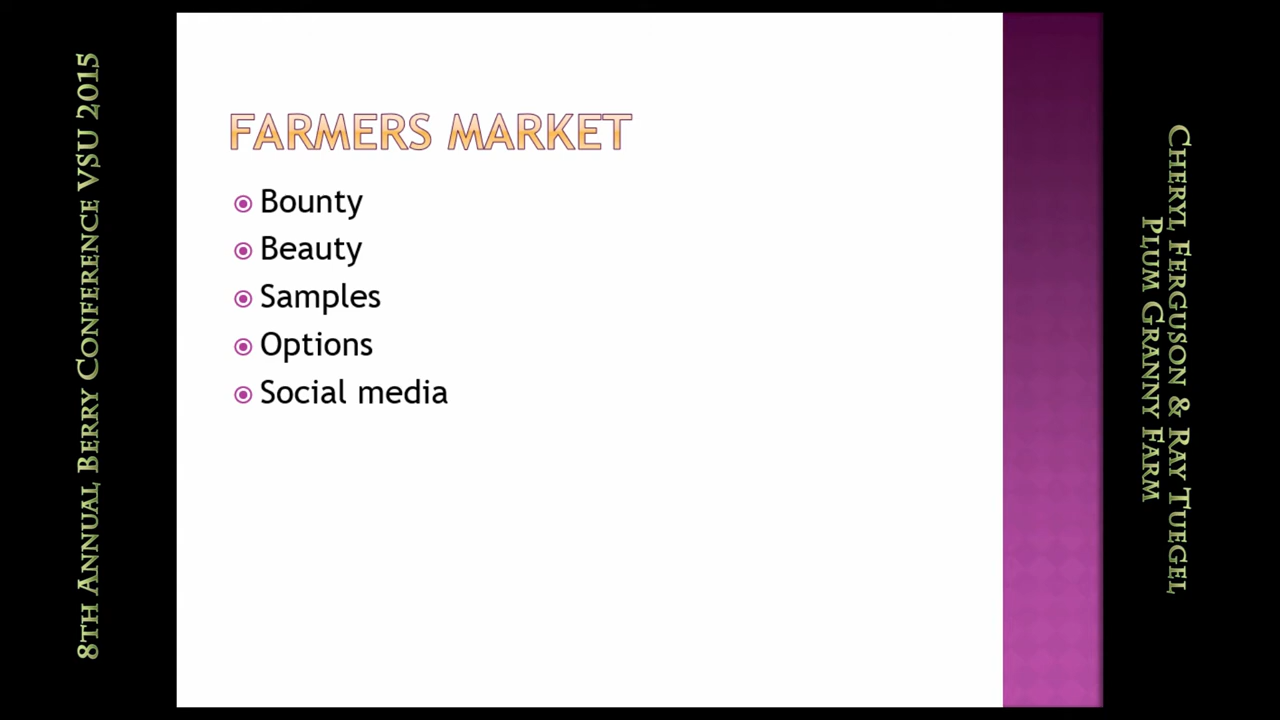 8TH ANNUAL BERRY CONFERENCE VSU 2015
FARMERS MARKET
Bounty
Beauty
Samples
Options
Social media
CHERYL FERGUSON & RAY TUEGEL
PLUM GRANNY FARM